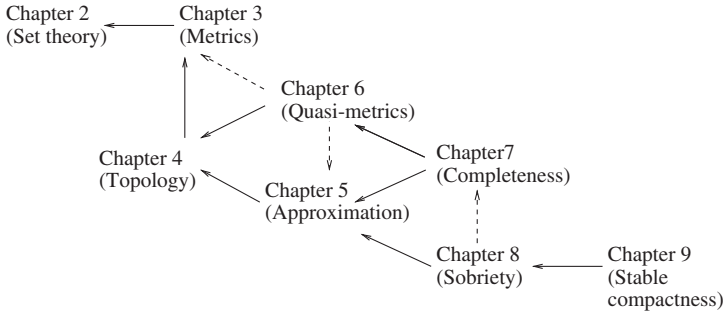 Chapter 2
(Set theory)
Chapter 3
(Metrics)
Chapter 6
(Quasi-metrics)
Chapter 4
(Topology)
Chapter7
(Completeness)
Chapter 5
(Approximation)
Chapter 8
(Sobriety)
Chapter 9
(Stable
compactness)